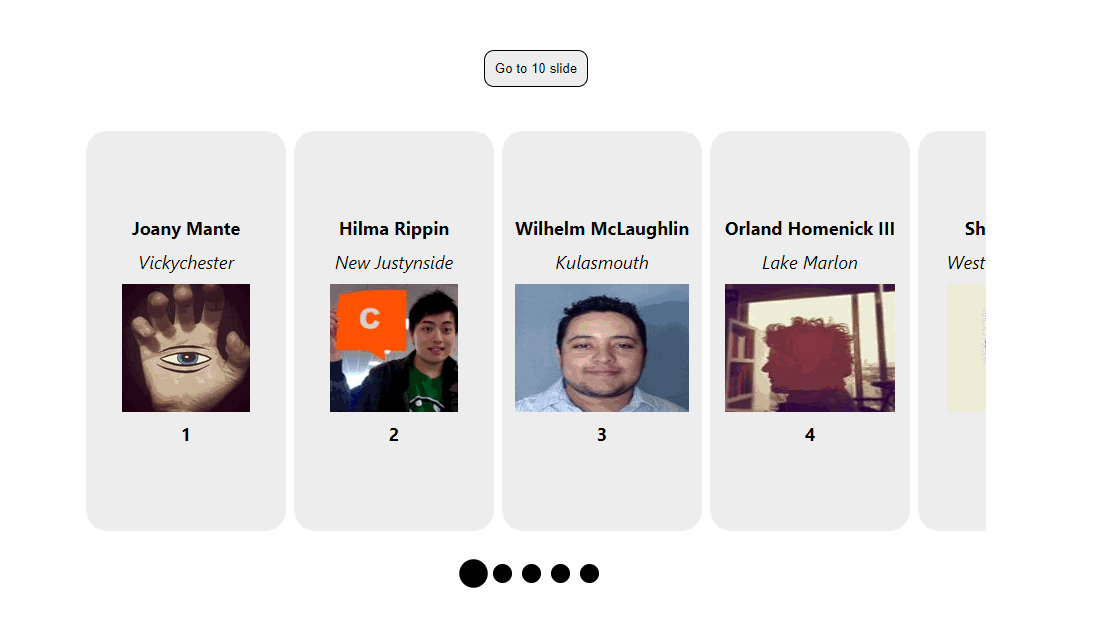 Go to 10 slide
Joany Mante
Vickychester
1
Hilma Rippin
New Justynside
C
2
Wilhelm McLaughlin
Kulasmouth
3
Orland Homenick III
Lake Marlon
4
Sh
West